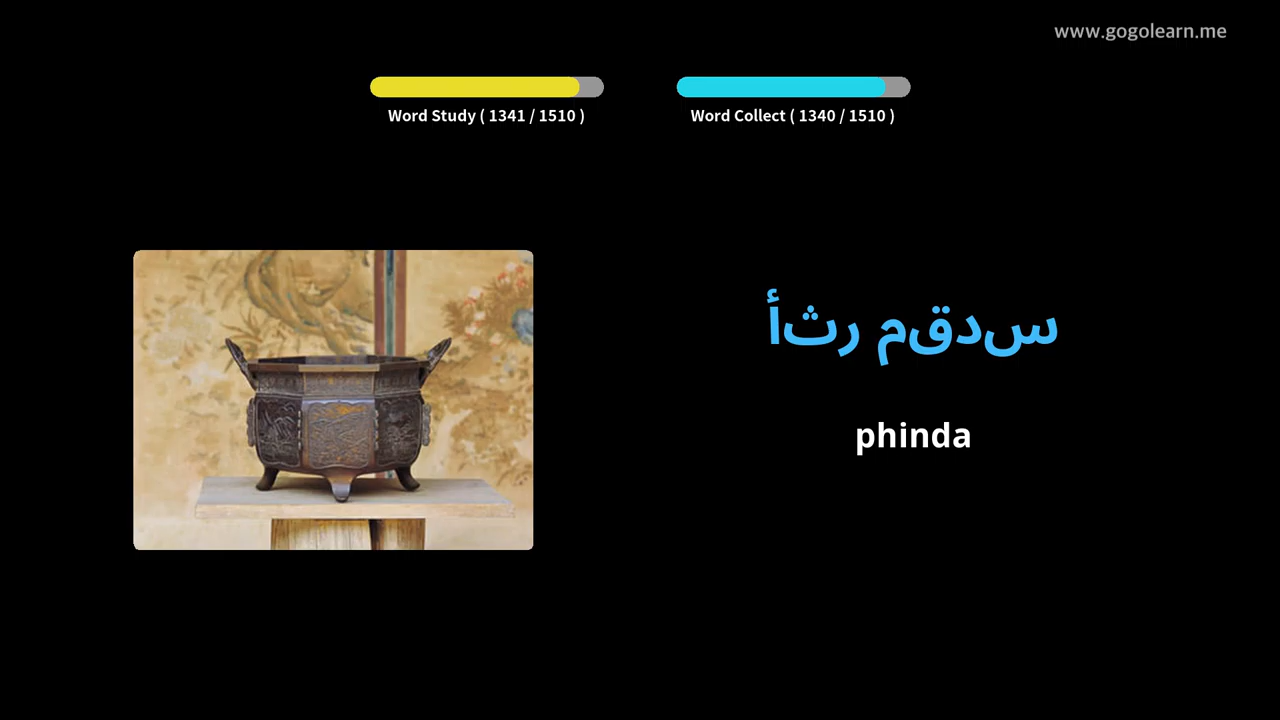 www.gogolearn.me
Word Study ( 1341 / 1510 )
Word Collect ( 1340 / 1510 )
سدقم رثأ
phinda